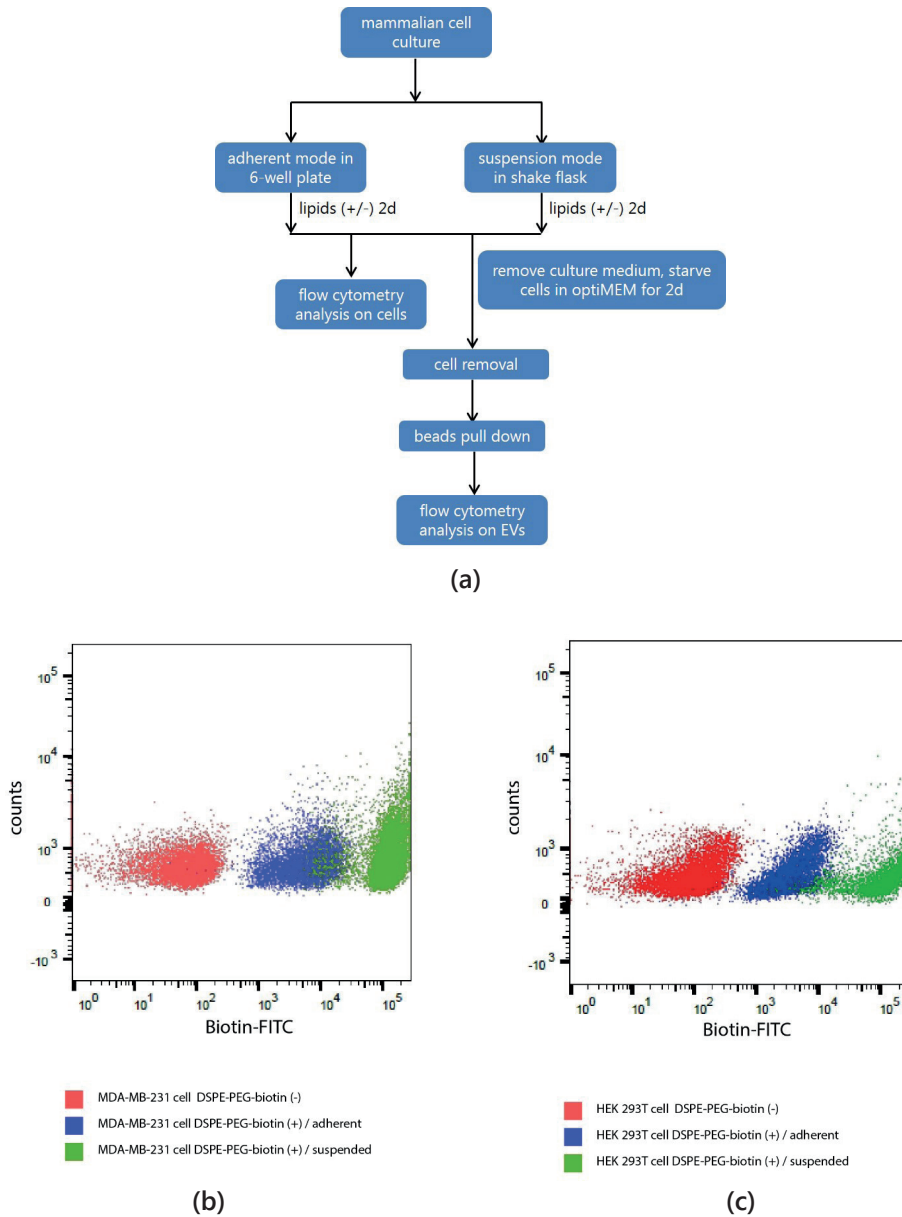 mammalian cell
culture
adherent mode in
6-well plate
suspension mode
in shake flask
lipids (+/-) 2d
lipids (+/-) 2d
flow cytometry
analysis on cells
remove culture medium, starve
cells in optiMEM for 2d
cell removal
beads pull down
flow cytometry
analysis on EVs
(a)
counts
10^5
10^4
10^3
0
-10^3
10^0 10^1 10^2 10^3 10^4 10^5
Biotin-FITC
MDA-MB-231 cell DSPE-PEG-biotin (-)
MDA-MB-231 cell DSPE-PEG-biotin (+) / adherent
MDA-MB-231 cell DSPE-PEG-biotin (+) / suspended
(b)
counts
10^5
10^4
10^3
0
-10^3
10^0 10^1 10^2 10^3 10^4 10^5
Biotin-FITC
HEK 293T cell DSPE-PEG-biotin (-)
HEK 293T cell DSPE-PEG-biotin (+) / adherent
HEK 293T cell DSPE-PEG-biotin (+) / suspended
(c)